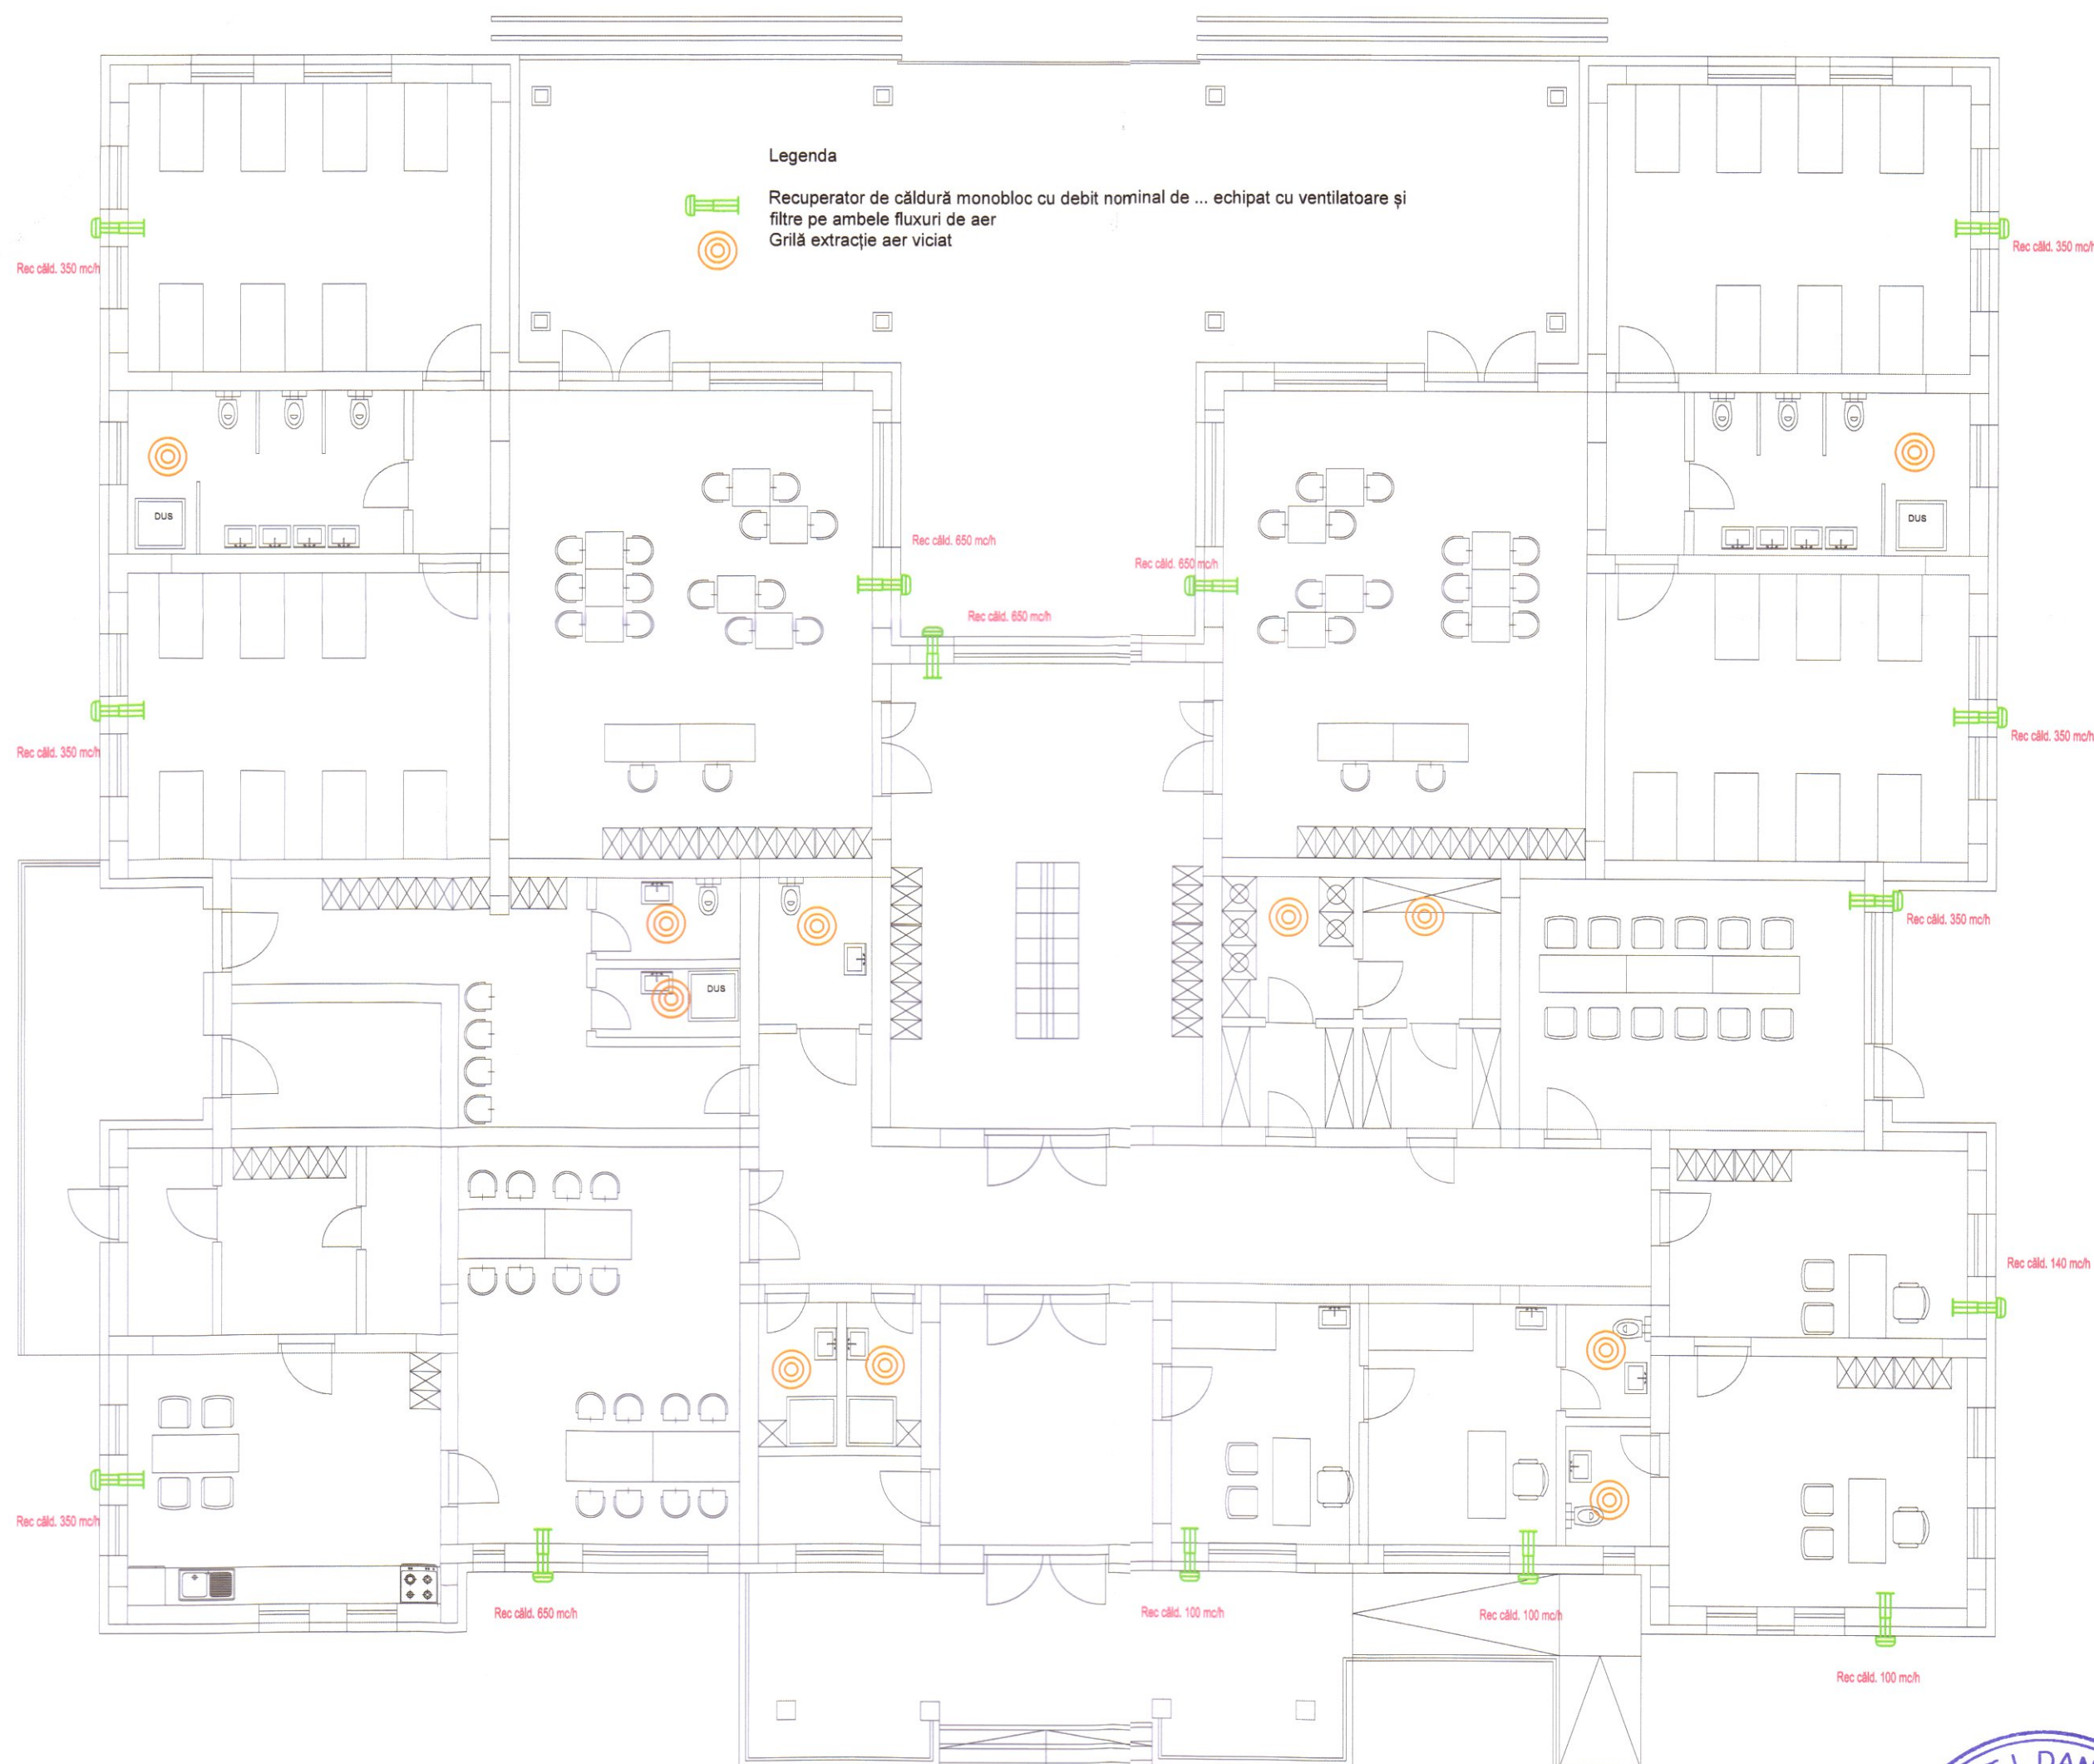 Legenda
Recuperator de căldură monobloc cu debit nominal de ... echipat cu ventilatoare și
filtre pe ambele fluxuri de aer
Grilă extracție aer viciat
Rec căld. 350 mc/h
Rec căld. 350 mc/h
DUS
DUS
Rec căld. 650 mc/h
Rec căld. 650 mc/h
Rec căld. 650 mc/h
Rec căld. 350 mc/h
Rec căld. 350 mc/h
Rec căld. 350 mc/h
DUS
Rec căld. 140 mc/h
Rec căld. 350 mc/h
Rec căld. 650 mc/h
Rec căld. 100 mc/h
Rec căld. 100 mc/h
Rec căld. 100 mc/h